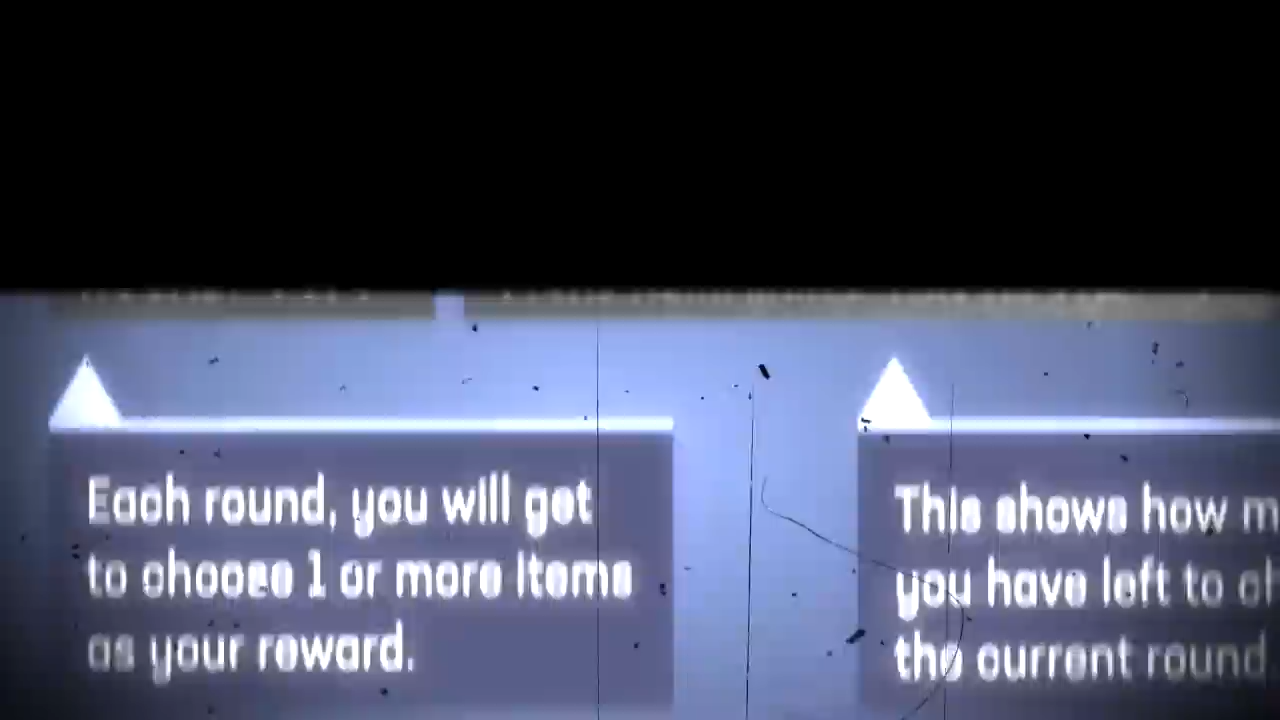 Each round, you will get
to choose 1 or more items
as your reward.
This shows how
you have left to
the current round